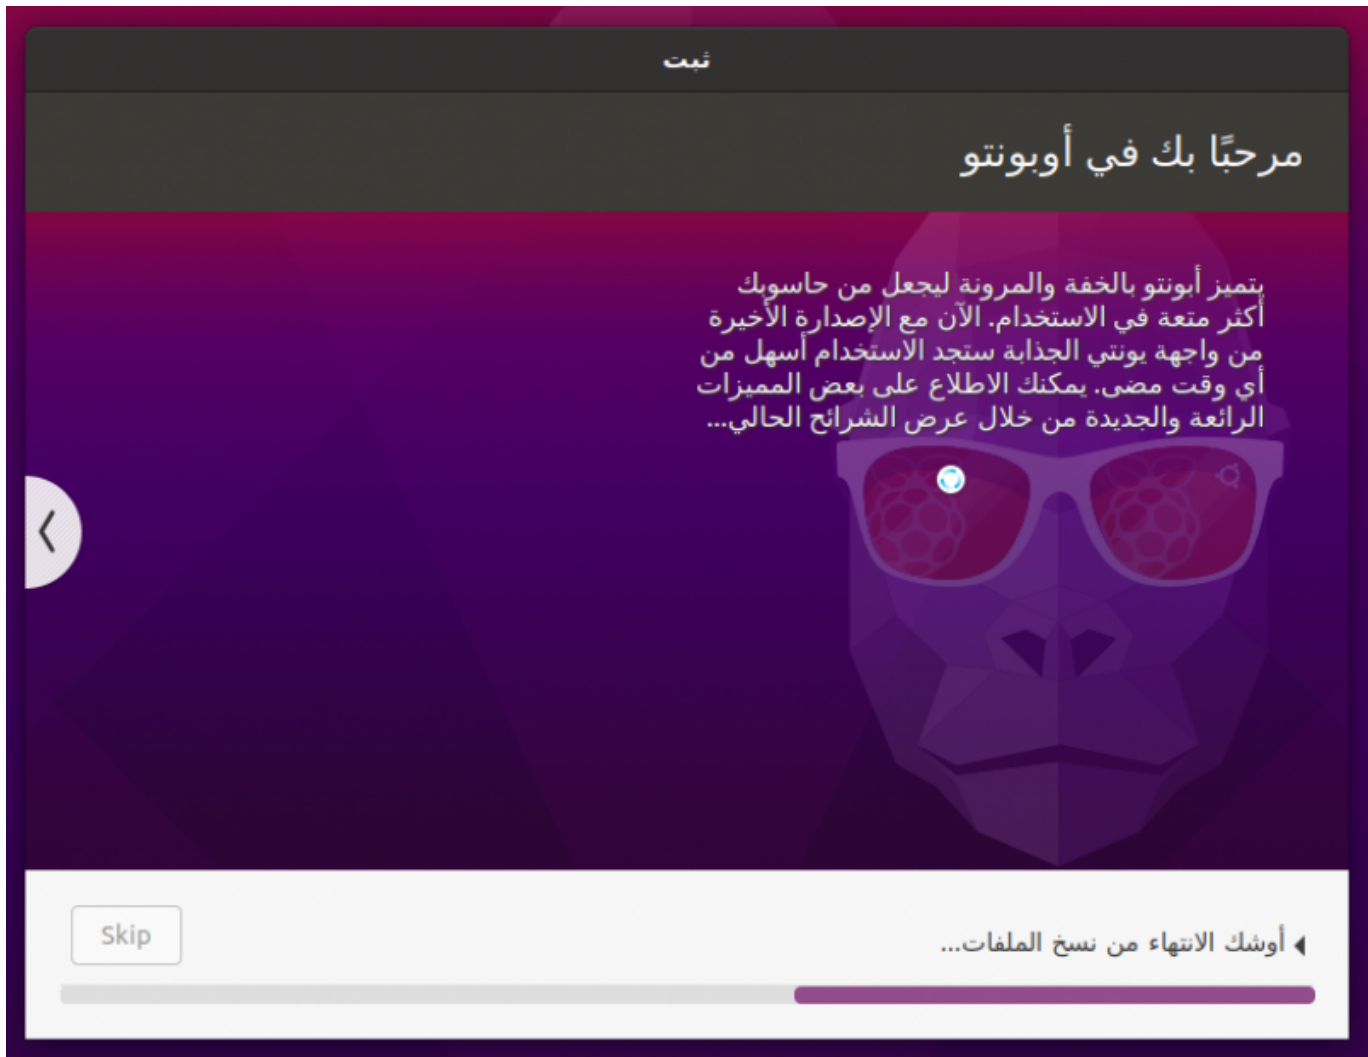 ثبت
مرحبًا بك في أوبونتو
يتميز أبونتو بالخفة والمرونة ليجعل من حاسوبك
أكثر متعة في الاستخدام. الآن مع الإصدارة الأخيرة
من واجهة يونتي الجذابة ستجد الاستخدام أسهل من
أي وقت مضى. يمكنك الاطلاع على بعض المميزات
الرائعة والجديدة من خلال عرض الشرائح الحالي...
أوشك الانتهاء من نسخ الملفات...
Skip